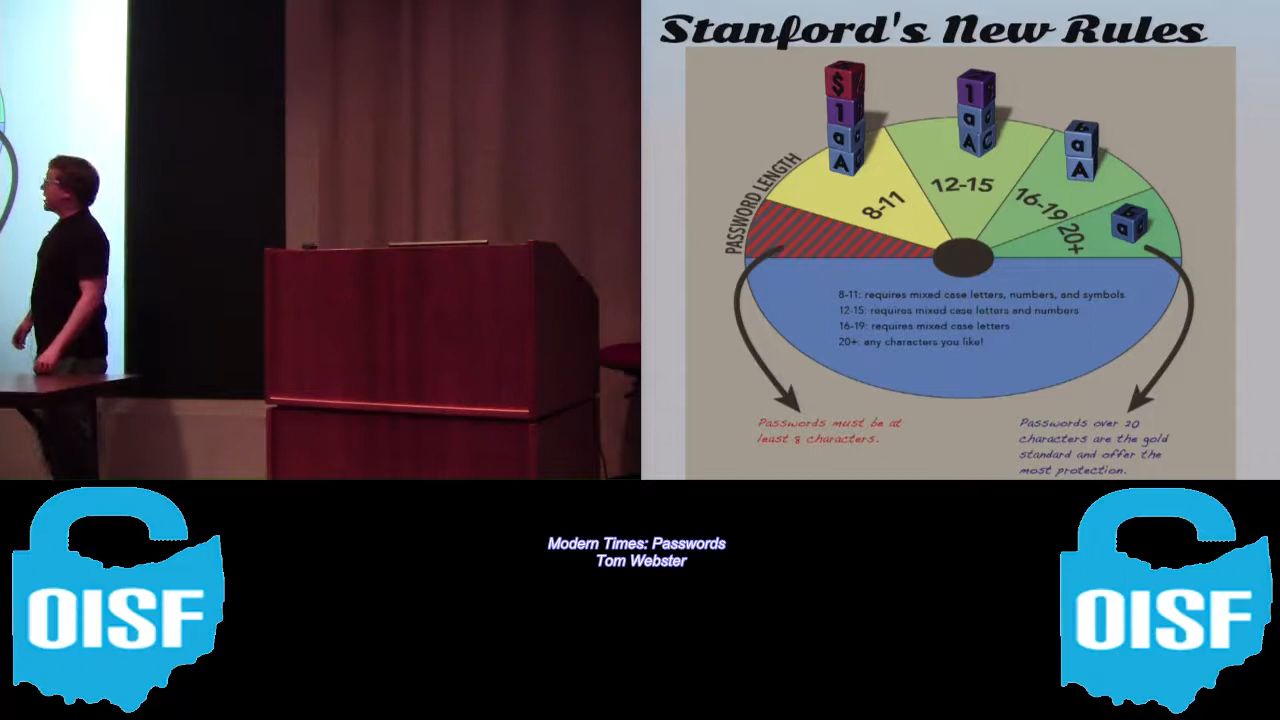 Stanford's New Rules
PASSWORD LENGTH
$
1
a
A
1
a
A C
6
a
A
a
8-11
12-15
16-19
20+
8-11: requires mixed case letters, numbers, and symbols
12-15: requires mixed case letters and numbers
16-19: requires mixed case letters
20+: any characters you like!
Passwords must be at
least 8 characters.
Passwords over 20
characters are the gold
standard and offer the
most protection.
Modern Times: Passwords
Tom Webster
OISF
OISF